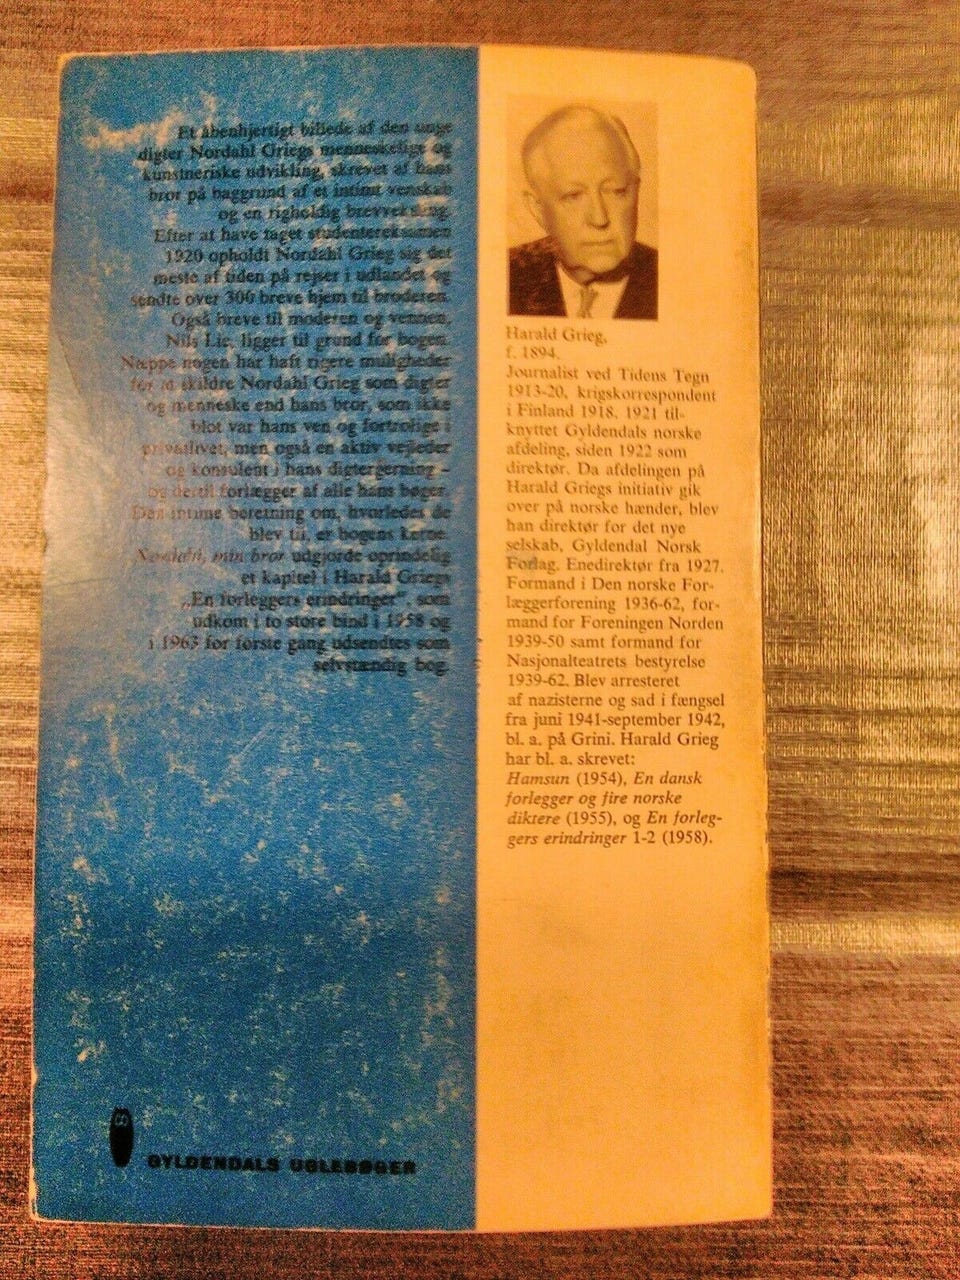 Et åbenhjertigt billede af den unge
digter Nordahl Griegs menneskelige og
kunstneriske udvikling, skrevet af hans
bror på baggrund af et intimt venskab
og en righoldig brevveksling.
Efter at have taget studentereksamen
1920 opholdt Nordahl Grieg sig det
meste af tiden på rejser i udlandet og
sendte over 300 breve hjem til broderen.
Også breve til moderen og vennen,
Nils Lie, ligger til grund for bogen.
Næppe nogen har haft rigere muligheder
for at skildre Nordahl Grieg som digter
og menneske end hans bror, som ikke
blot var hans ven og fortrolige i
privatlivet, men også en aktiv vejleder
og konsulent i hans digtergerning –
og dertil forlægger af alle hans bøger.
Den intime beretning om, hvorledes de
blev til, er bogens kerne.
Nordahl, min bror udgjorde oprindelig
et kapitel i Harald Griegs
„En forleggers erindringer“, som
udkom i to store bind i 1958 og
i 1963 for første gang udsendtes som
selvstændig bog.
GYLDENDALS UGLEBØGER
Harald Grieg,
f. 1894.
Journalist ved Tidens Tegn
1913-20, krigskorrespondent
i Finland 1918, 1921 til-
knyttet Gyldendals norske
afdeling, siden 1922 som
direktør. Da afdelingen på
Harald Griegs initiativ gik
over på norske hænder, blev
han direktør for det nye
selskab, Gyldendal Norsk
Forlag. Enedirektør fra 1927.
Formand i Den norske For-
læggerforening 1936-62, for-
mand for Foreningen Norden
1939-50 samt formand for
Nasjonalteatrets bestyrelse
1939-62. Blev arresteret
af nazisterne og sad i fængsel
fra juni 1941-september 1942,
bl. a. på Grini. Harald Grieg
har bl. a. skrevet:
Hamsun (1954), En dansk
forlegger og fire norske
diktere (1955), og En forleg-
gers erindringer 1-2 (1958).